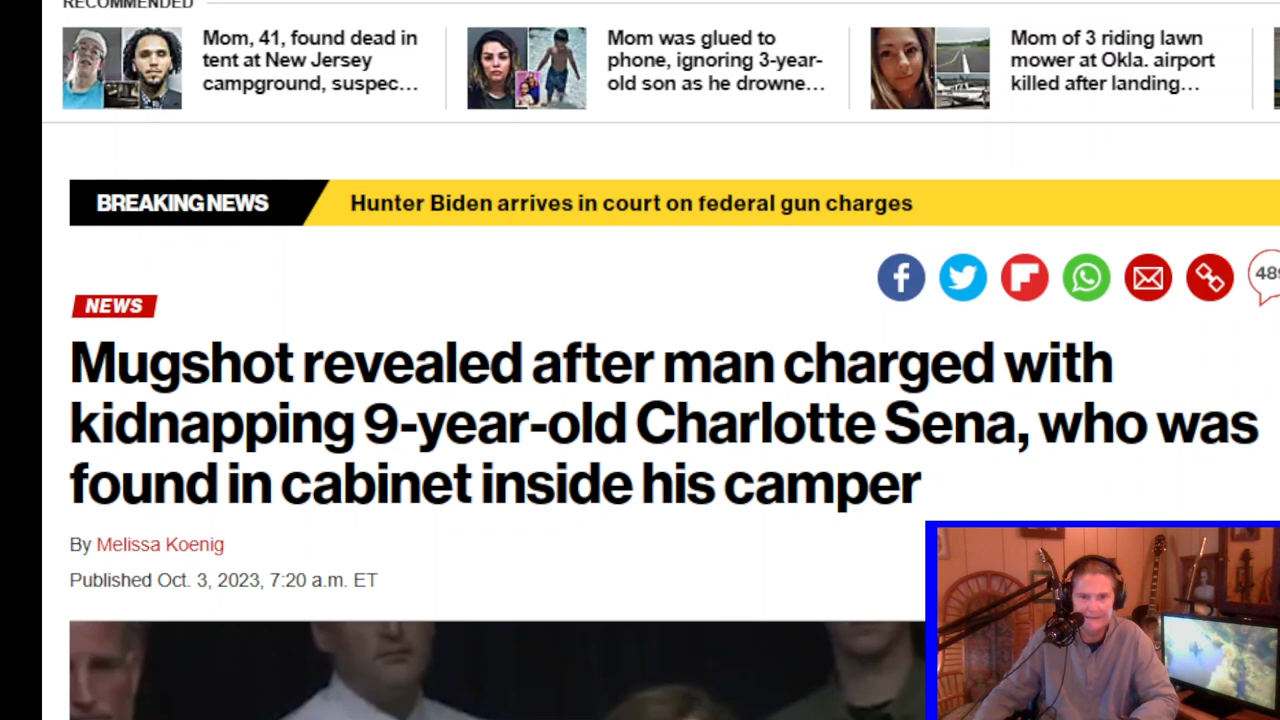 RECOMMENDED
Mom, 41, found dead in
tent at New Jersey
campground, suspec...
Mom was glued to
phone, ignoring 3-year-
old son as he drowne...
Mom of 3 riding lawn
mower at Okla. airport
killed after landing...
BREAKING NEWS
Hunter Biden arrives in court on federal gun charges
489
NEWS
Mugshot revealed after man charged with
kidnapping 9-year-old Charlotte Sena, who was
found in cabinet inside his camper
By Melissa Koenig
Published Oct. 3, 2023, 7:20 a.m. ET